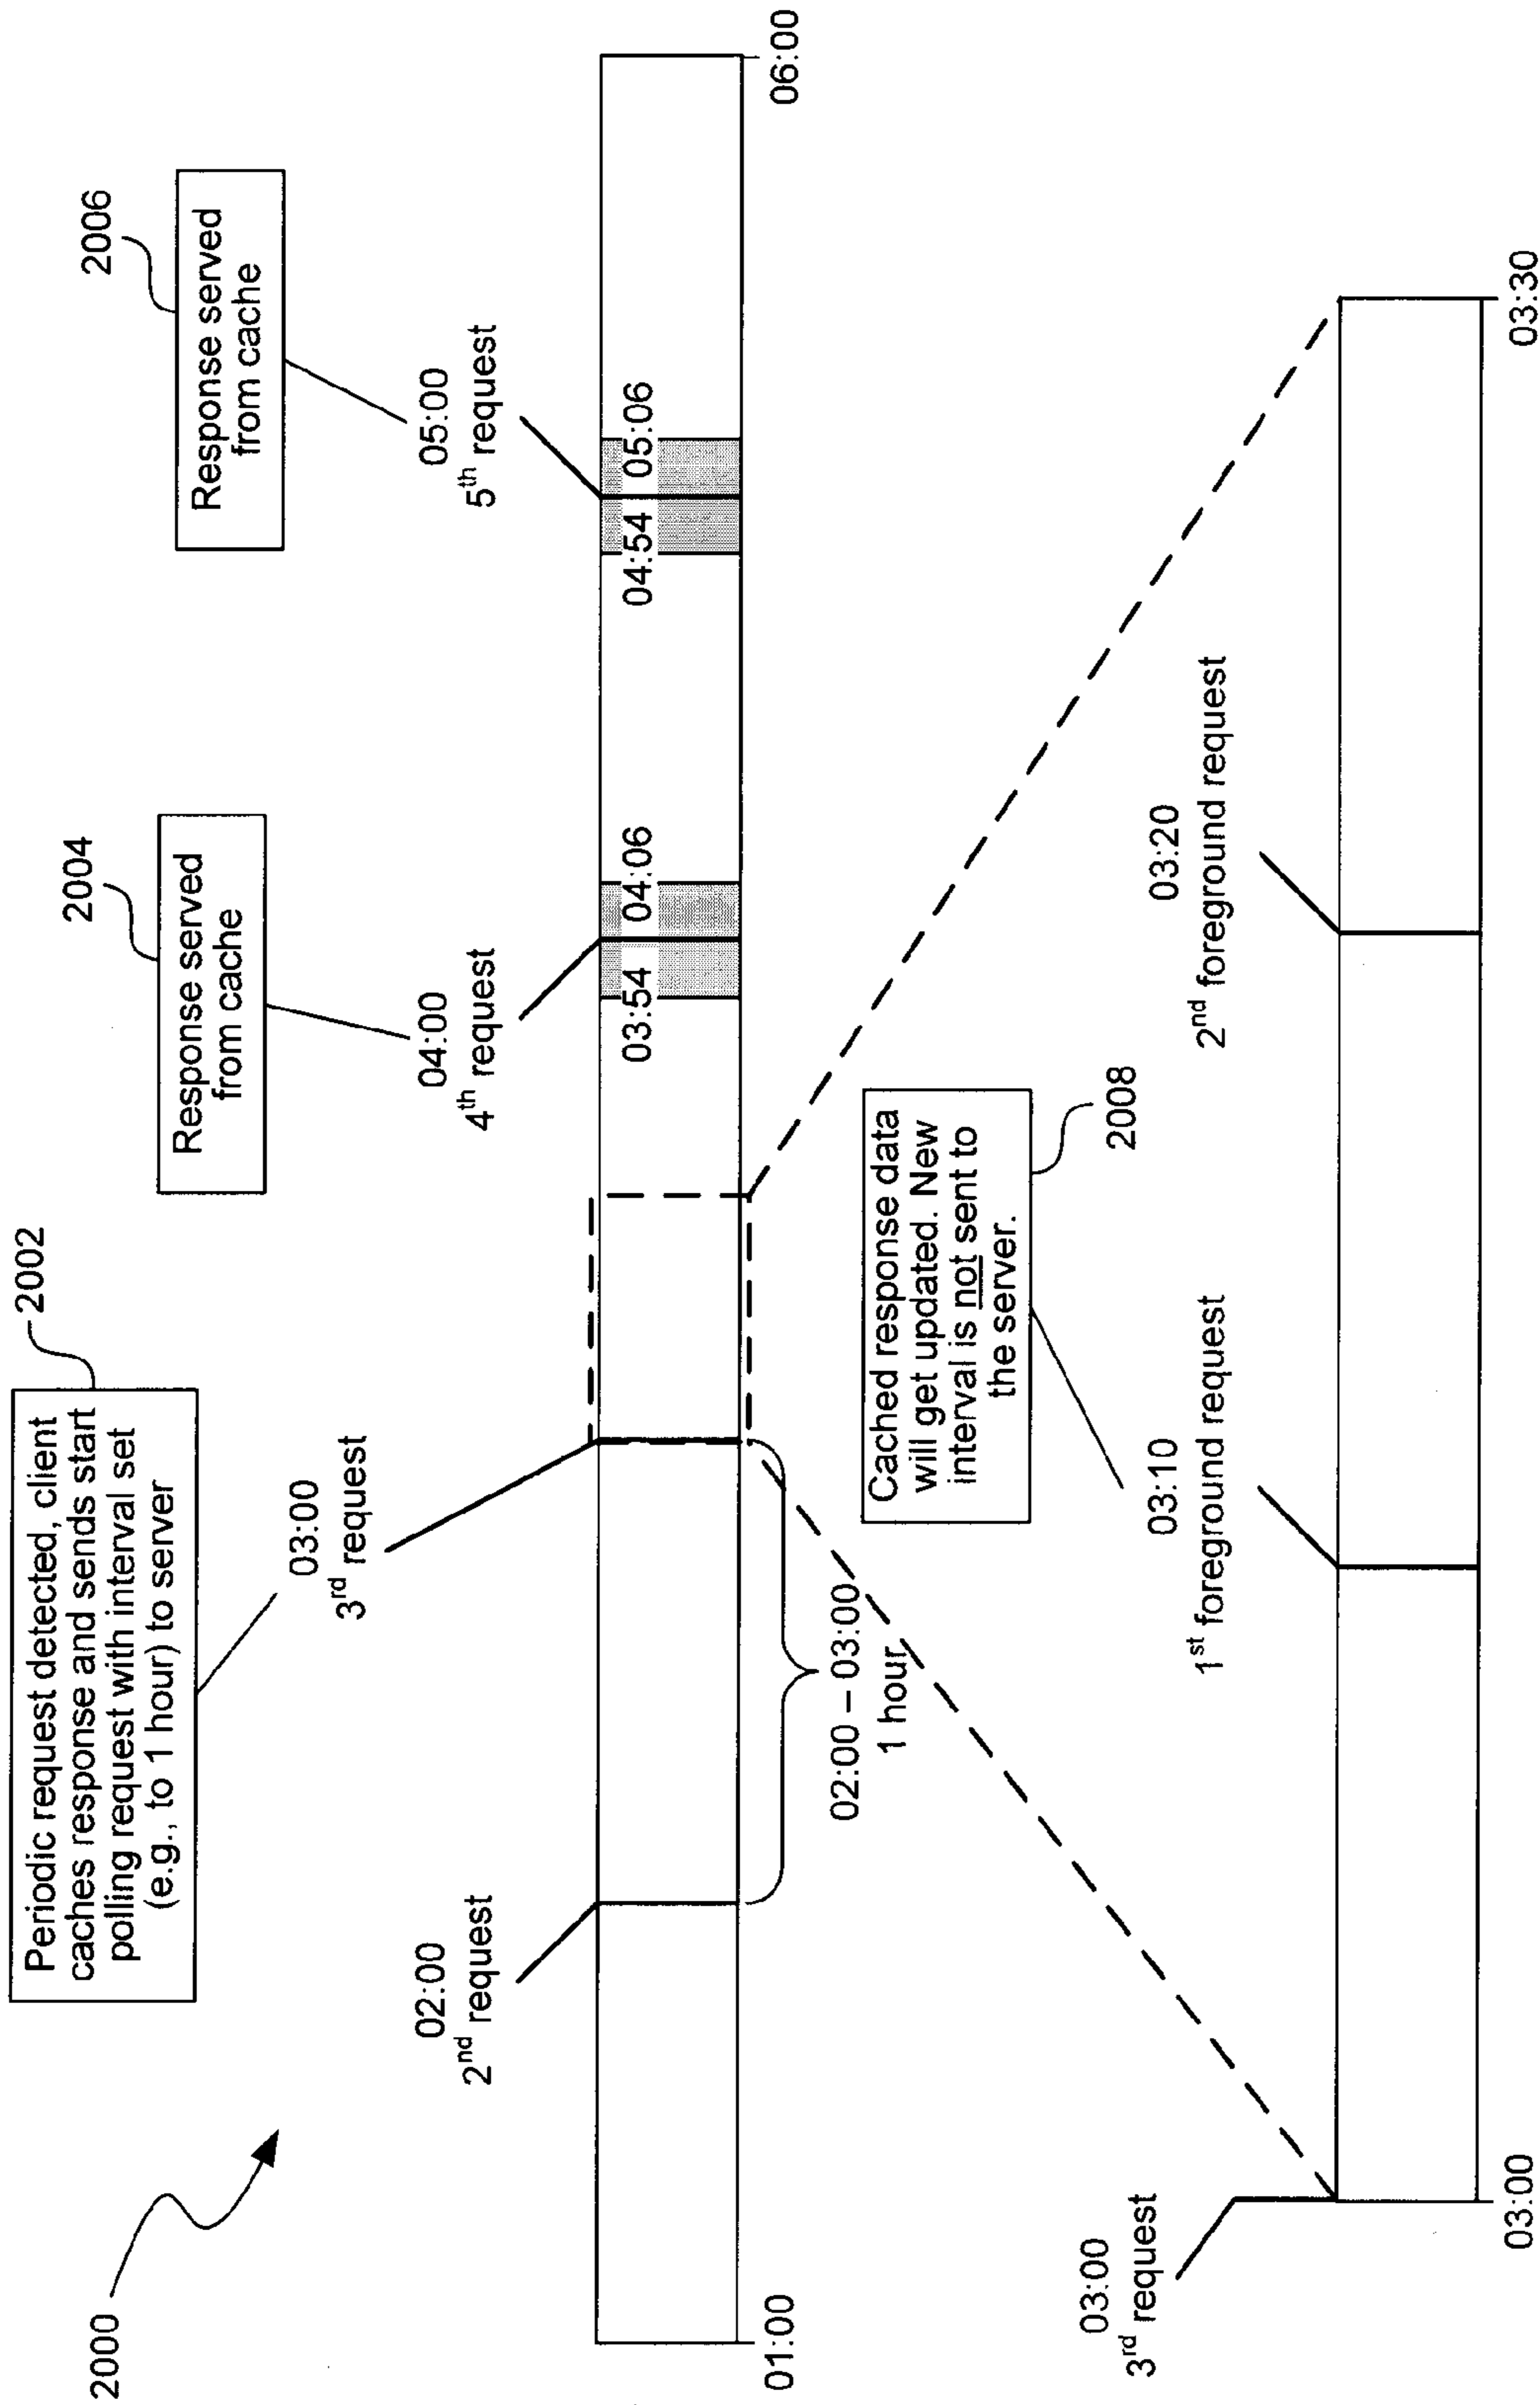 2000
Periodic request detected, client
caches response and sends start
polling request with interval set
(e.g., to 1 hour) to server
2002
Response served
from cache
2004
Response served
from cache
2006
02:00
2nd request
03:00
3rd request
04:00
4th request
05:00
5th request
03:54
04:06
04:54
05:06
01:00
06:00
02:00 – 03:00
1 hour
Cached response data
will get updated. New
interval is not sent to
the server.
2008
03:00
3rd request
03:10
1st foreground request
03:20
2nd foreground request
03:00
03:30